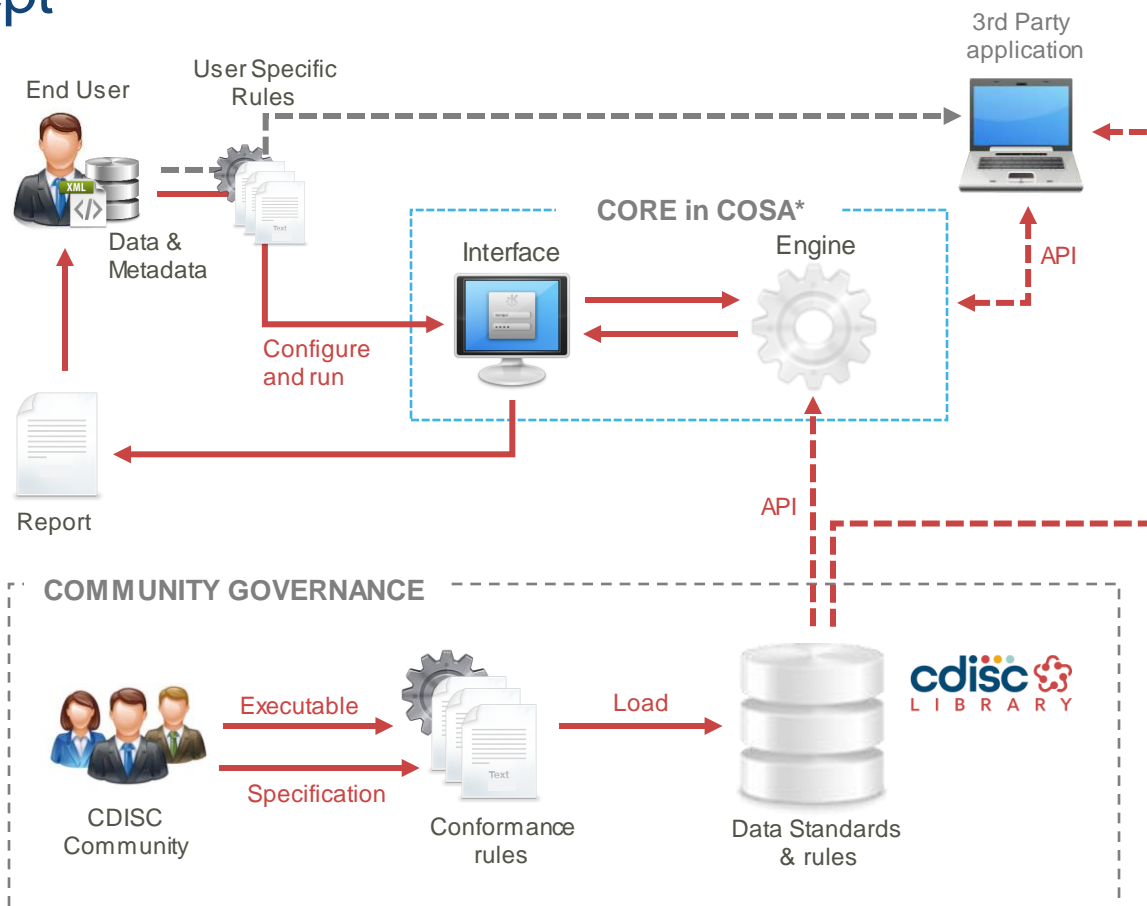 ept
3rd Party
application
User Specific
Rules
End User
XML
</>
Text
Data &
Metadata
CORE in COSA*
Interface
Engine
API
Configure
and run
Report
API
COMMUNITY GOVERNANCE
cdisc
LIBRARY
Executable
Load
Specification
Text
CDISC
Community
Conformance
rules
Data Standards
& rules